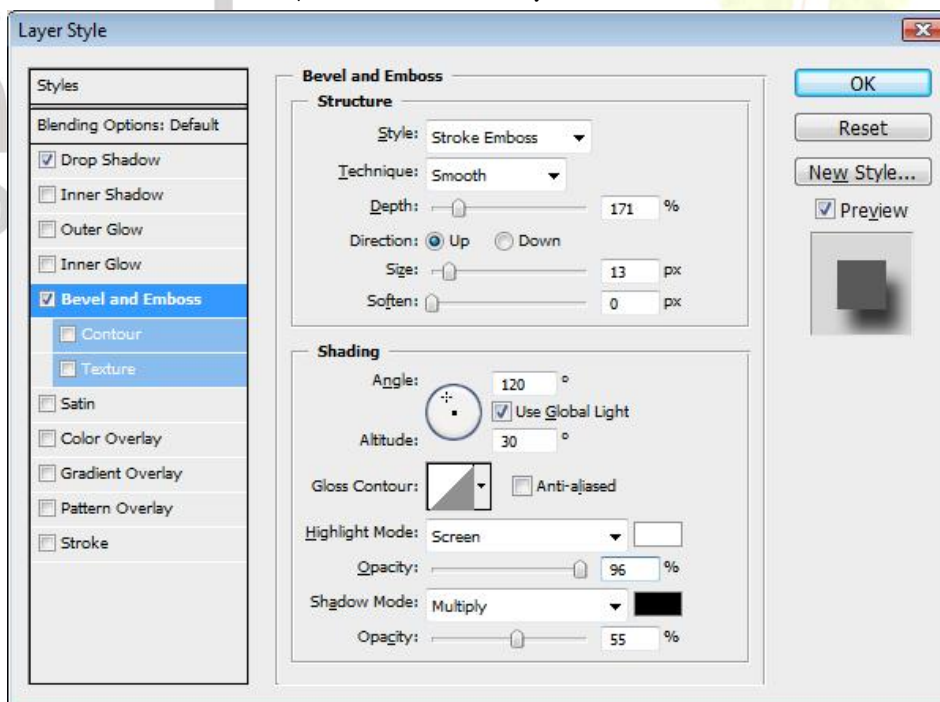 Layer Style
Styles
Blending Options: Default
Drop Shadow
Inner Shadow
Outer Glow
Inner Glow
Bevel and Emboss
Contour
Texture
Satin
Color Overlay
Gradient Overlay
Pattern Overlay
Stroke
Bevel and Emboss
Structure
Style: Stroke Emboss
Technique: Smooth
Depth: 171 %
Direction: Up Down
Size: 13 px
Soften: 0 px
Shading
Angle: 120 °
Use Global Light
Altitude: 30 °
Gloss Contour: Anti-aliased
Highlight Mode: Screen
Opacity: 96 %
Shadow Mode: Multiply
Opacity: 55 %
OK
Reset
New Style...
Preview